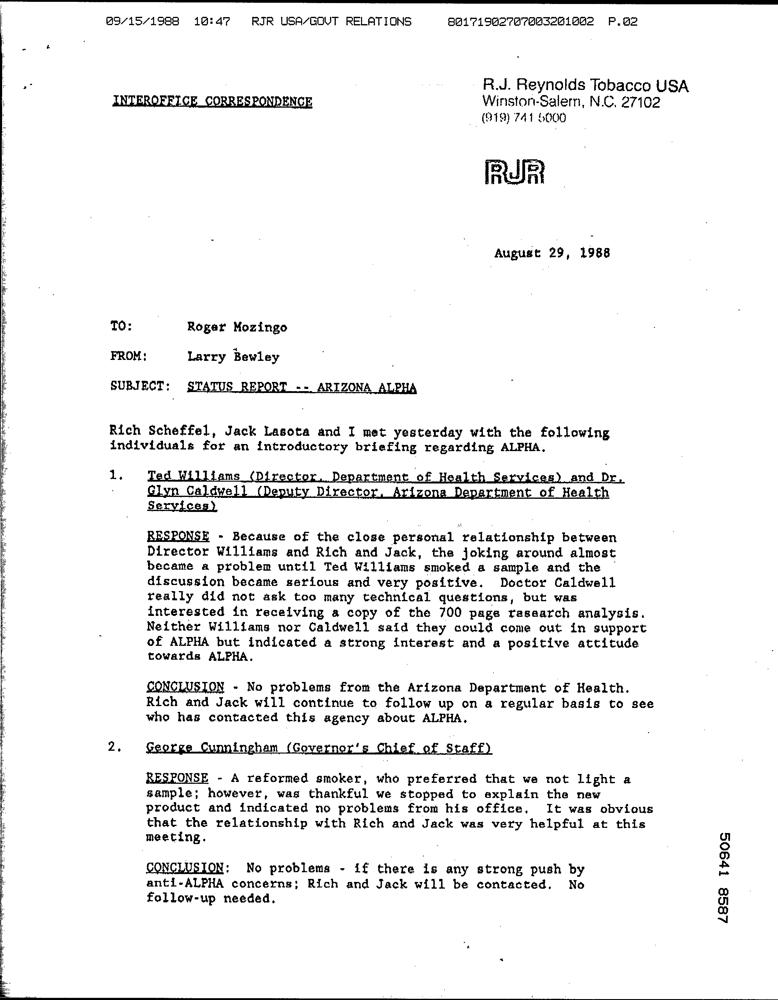 09/15/1988 10:47 RJR USA/GOVT RELATIONS 80171902707003201002 P.02
R.J. Reynolds Tobacco USA
INTEROFFICE CORRESPONDENCE
Winston-Salem, N.C. 27102
(919) 741 5000
RJR
August 29, 1988
TO: Roger Mozingo
FROM: Larry Bewley
SUBJECT: STATUS REPORT -- ARIZONA ALPHA
Rich Scheffel, Jack Lasota and I met yesterday with the following
individuals for an introductory briefing regarding ALPHA.
1. Ted Williams (Director, Department of Health Services) and Dr.
Glyn Caldwell (Deputy Director, Arizona Department of Health
Services)
RESPONSE - Because of the close personal relationship between
Director Williams and Rich and Jack, the joking around almost
became a problem until Ted Williams smoked a sample and the
discussion became serious and very positive. Doctor Caldwell
really did not ask too many technical questions, but was
interested in receiving a copy of the 700 page research analysis.
Neither Williams nor Caldwell said they could come out in support
of ALPHA but indicated a strong interest and a positive attitude
towards ALPHA.
CONCLUSION - No problems from the Arizona Department of Health.
Rich and Jack will continue to follow up on a regular basis to see
who has contacted this agency about ALPHA.
2. George Cunningham (Governor's Chief of Staff)
RESPONSE - A reformed smoker, who preferred that we not light a
sample; however, was thankful we stopped to explain the new
product and indicated no problems from his office. It was obvious
that the relationship with Rich and Jack was very helpful at this
meeting.
CONCLUSION: No problems - if there is any strong push by
anti-ALPHA concerns; Rich and Jack will be contacted. No
follow-up needed.
50641 8587